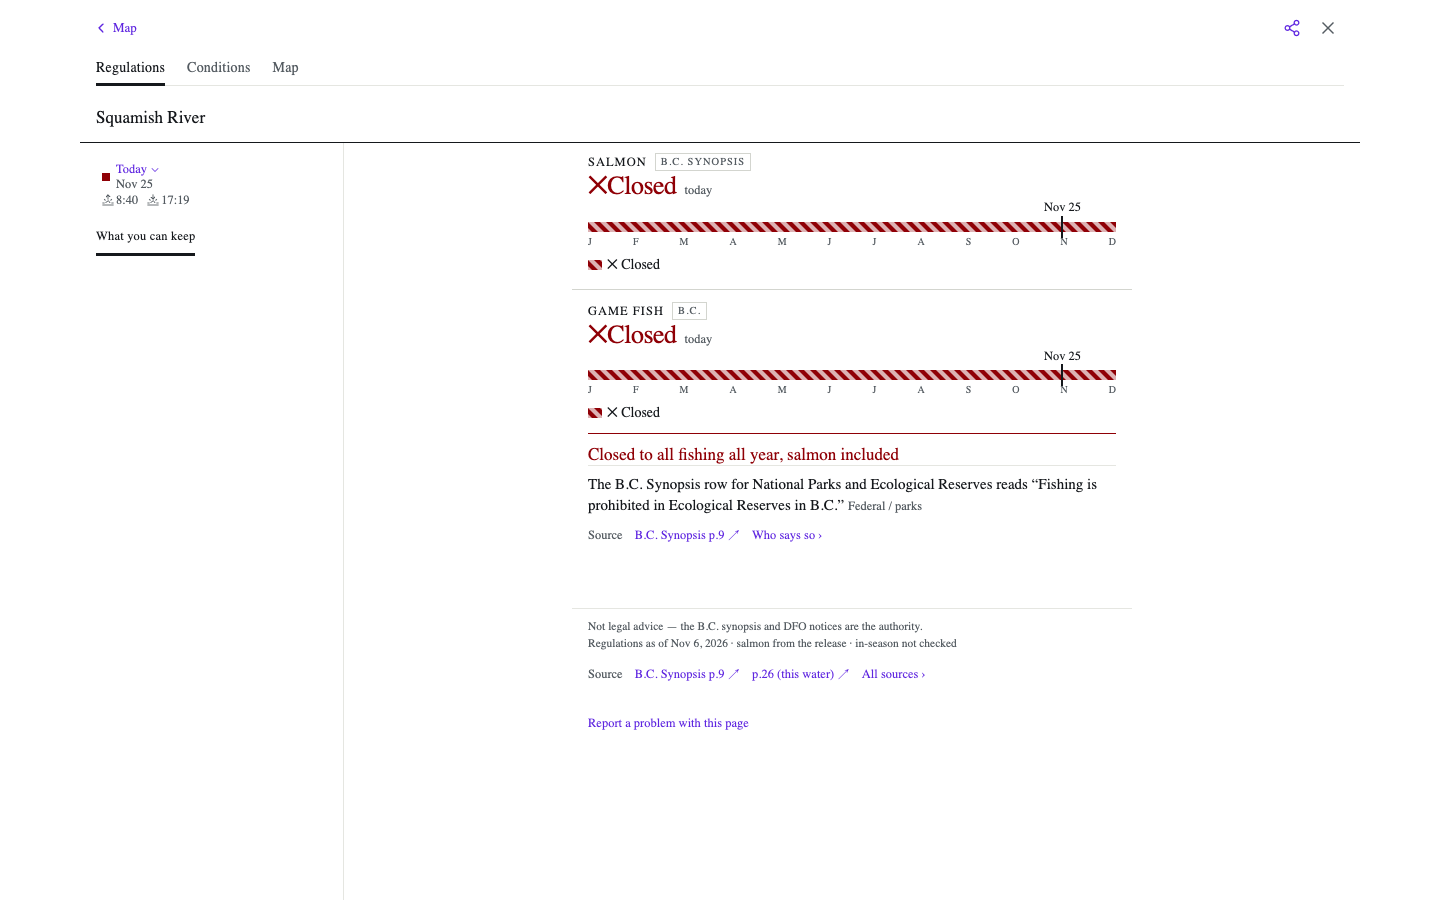 Map
Regulations Conditions Map
Squamish River
Today
Nov 25
8:40 17:19
What you can keep
SALMON B.C. SYNOPSIS
Closed today
Nov 25
J F M A M J J A S O N D
Closed
GAME FISH B.C.
Closed today
Nov 25
J F M A M J J A S O N D
Closed
Closed to all fishing all year, salmon included
The B.C. Synopsis row for National Parks and Ecological Reserves reads “Fishing is
prohibited in Ecological Reserves in B.C.” Federal / parks
Source B.C. Synopsis p.9 ↗ Who says so ›
Not legal advice — the B.C. synopsis and DFO notices are the authority.
Regulations as of Nov 6, 2026 · salmon from the release · in-season not checked
Source B.C. Synopsis p.9 ↗ p.26 (this water) ↗ All sources ›
Report a problem with this page